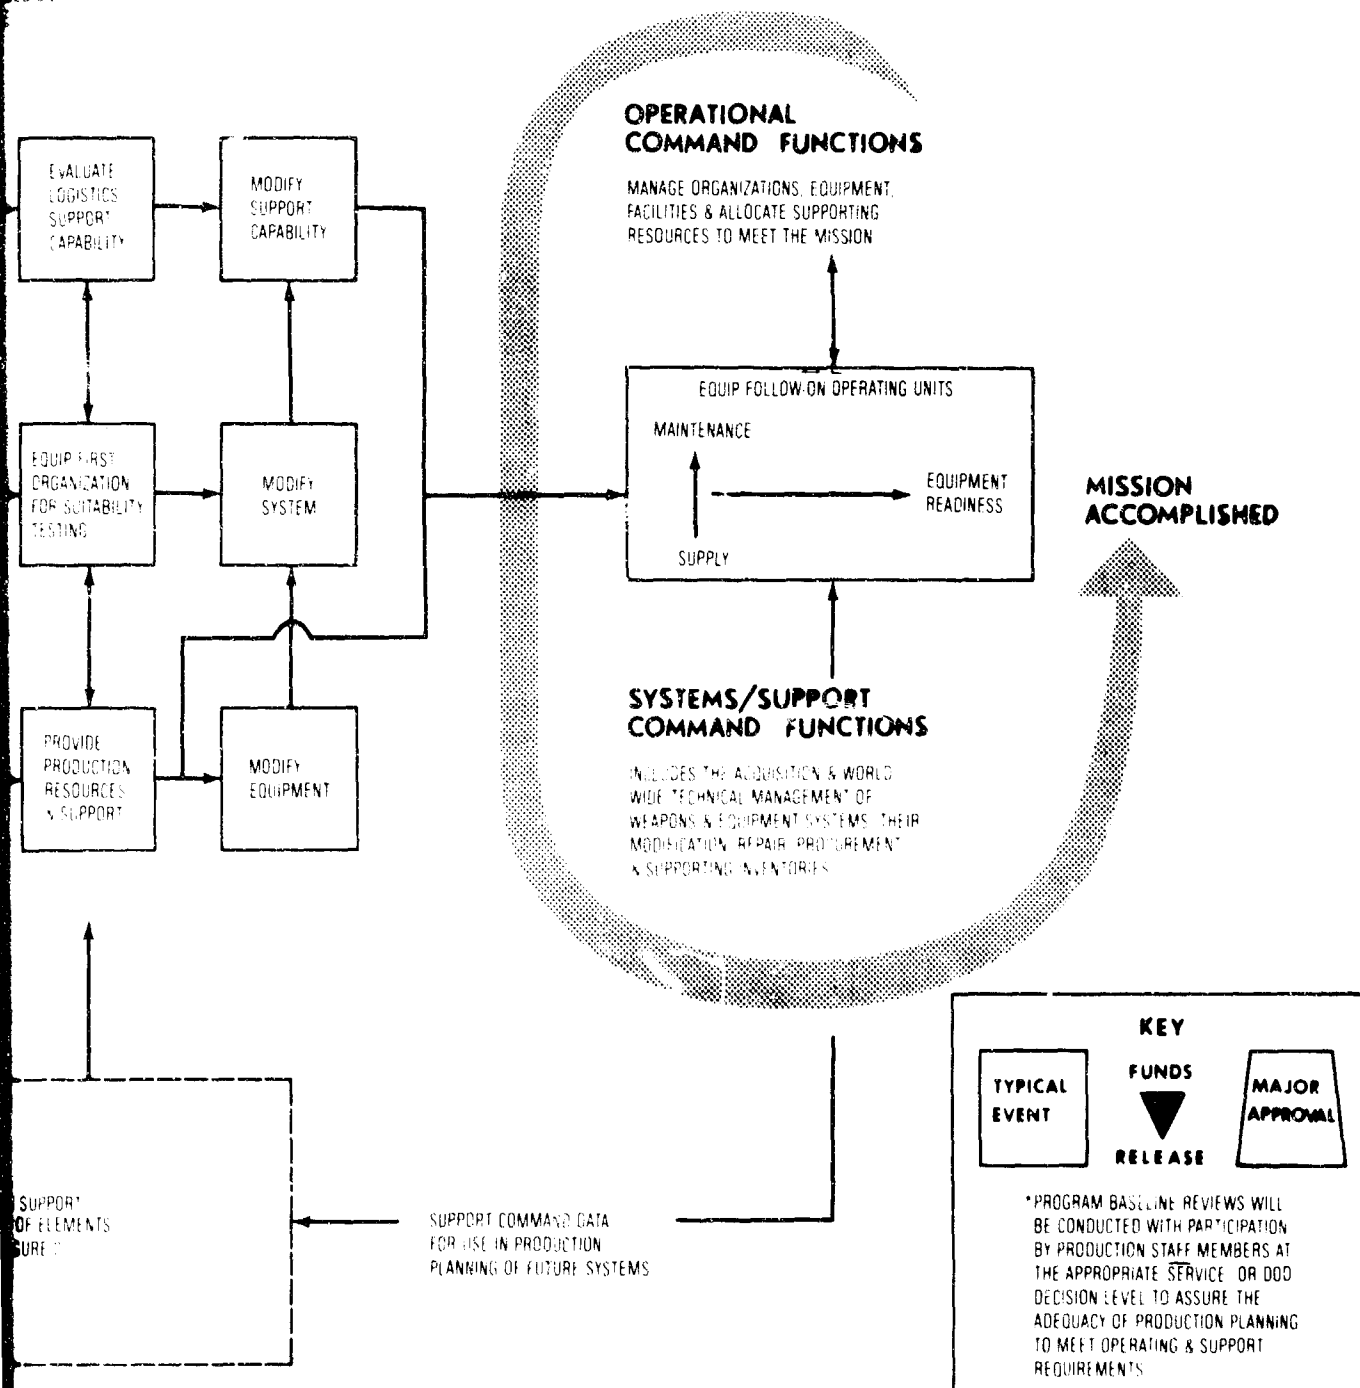 EVALUATE
LOGISTICS
SUPPORT
CAPABILITY
MODIFY
SUPPORT
CAPABILITY
EQUIP FIRST
ORGANIZATION
FOR SUITABILITY
TESTING
MODIFY
SYSTEM
PROVIDE
PRODUCTION
RESOURCES
& SUPPORT
MODIFY
EQUIPMENT
OPERATIONAL
COMMAND FUNCTIONS
MANAGE ORGANIZATIONS, EQUIPMENT,
FACILITIES & ALLOCATE SUPPORTING
RESOURCES TO MEET THE MISSION
EQUIP FOLLOW-ON OPERATING UNITS
MAINTENANCE
SUPPLY
EQUIPMENT
READINESS
MISSION
ACCOMPLISHED
SYSTEMS/SUPPORT
COMMAND FUNCTIONS
INCLUDES THE ACQUISITION & WORLD
WIDE TECHNICAL MANAGEMENT OF
WEAPONS & EQUIPMENT SYSTEMS, THEIR
MODIFICATION, REPAIR, PROCUREMENT
& SUPPORTING INVENTORIES
SUPPORT
OF ELEMENTS
SUPPORT COMMAND DATA
FOR USE IN PRODUCTION
PLANNING OF FUTURE SYSTEMS
KEY
TYPICAL
EVENT
FUNDS
RELEASE
MAJOR
APPROVAL
*PROGRAM BASELINE REVIEWS WILL
BE CONDUCTED WITH PARTICIPATION
BY PRODUCTION STAFF MEMBERS AT
THE APPROPRIATE SERVICE OR DOD
DECISION LEVEL TO ASSURE THE
ADEQUACY OF PRODUCTION PLANNING
TO MEET OPERATING & SUPPORT
REQUIREMENTS